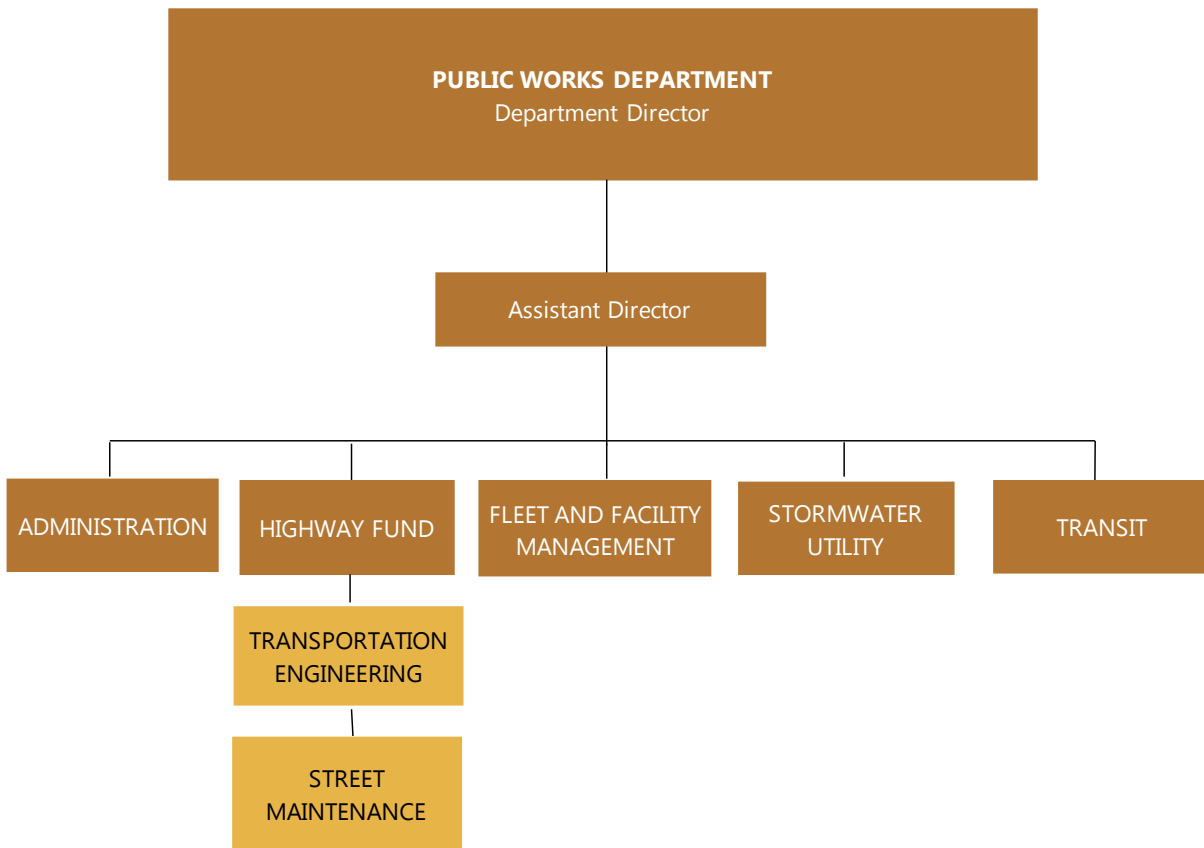 PUBLIC WORKS DEPARTMENT
Department Director
Assistant Director
ADMINISTRATION
HIGHWAY FUND
FLEET AND FACILITY
MANAGEMENT
STORMWATER
UTILITY
TRANSIT
TRANSPORTATION
ENGINEERING
STREET
MAINTENANCE